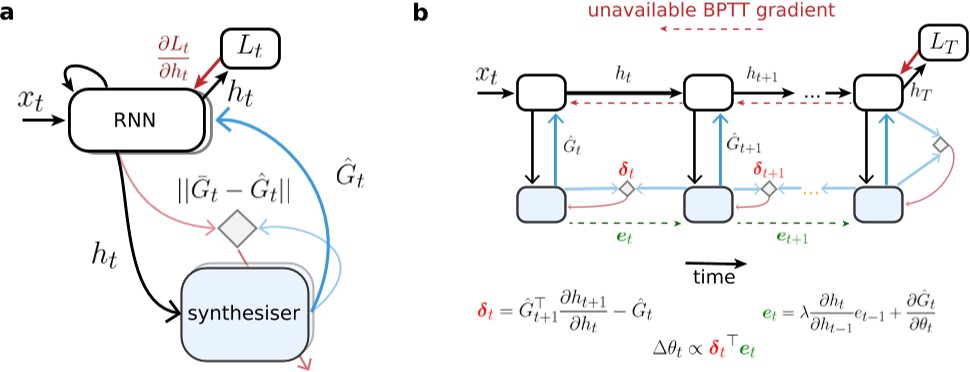 a
∂L_t/∂h_t
L_t
x_t
h_t
RNN
||Ḡ_t − Ĝ_t||
Ĝ_t
h_t
synthesiser
b
unavailable BPTT gradient
L_T
x_t
h_t
h_{t+1}
...
h_T
Ĝ_t
Ĝ_{t+1}
δ_t
δ_{t+1}
...
e_t
e_{t+1}
time
δ_t = Ĝ_{t+1}^⊤ ∂h_{t+1}/∂h_t − Ĝ_t
e_t = λ ∂h_t/∂h_{t−1} e_{t−1} + ∂Ĝ_t/∂θ_t
Δθ_t ∝ δ_t^⊤ e_t